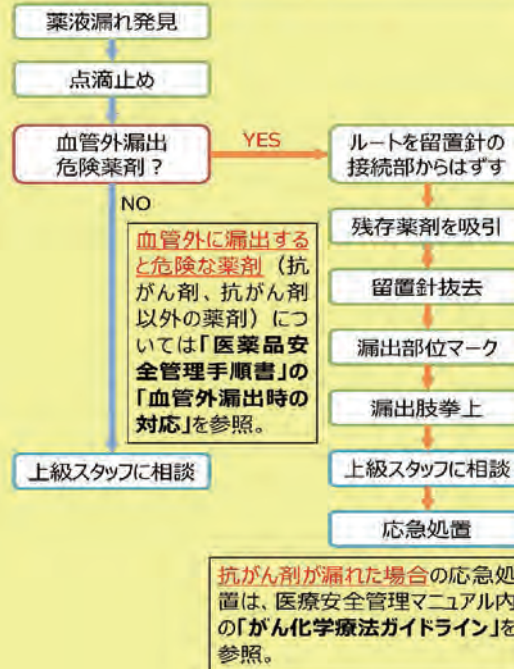 薬液漏れ発見
点滴止め
血管外漏出
危険薬剤？
YES
ルートを留置針の
接続部からはずす
NO
残存薬剤を吸引
血管外に漏出する
と危険な薬剤（抗
がん剤、抗がん剤
以外の薬剤）につ
いては「医薬品安
全管理手順書」の
「血管外漏出時の
対応」を参照。
留置針抜去
漏出部位マーク
漏出肢挙上
上級スタッフに相談
上級スタッフに相談
応急処置
抗がん剤が漏れた場合の応急処
置は、医療安全管理マニュアル内
の「がん化学療法ガイドライン」を
参照。